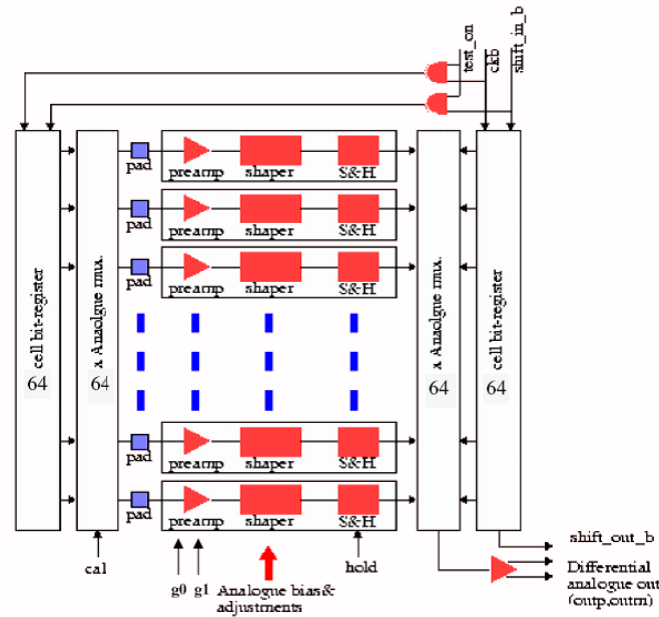 test_on
ckb
shift_in_b
pad
preamp
shaper
S&H
pad
preamp
shaper
S&H
pad
preamp
shaper
S&H
64 cell bit-register
64 x Anaolgue mux.
64 x Anaolgue mux.
64 cell bit-register
pad
preamp
shaper
S&H
pad
preamp
shaper
S&H
cal
g0
g1
Analogue bias&
adjustments
hold
shift_out_b
Differential
analogue out
(outp,outm)